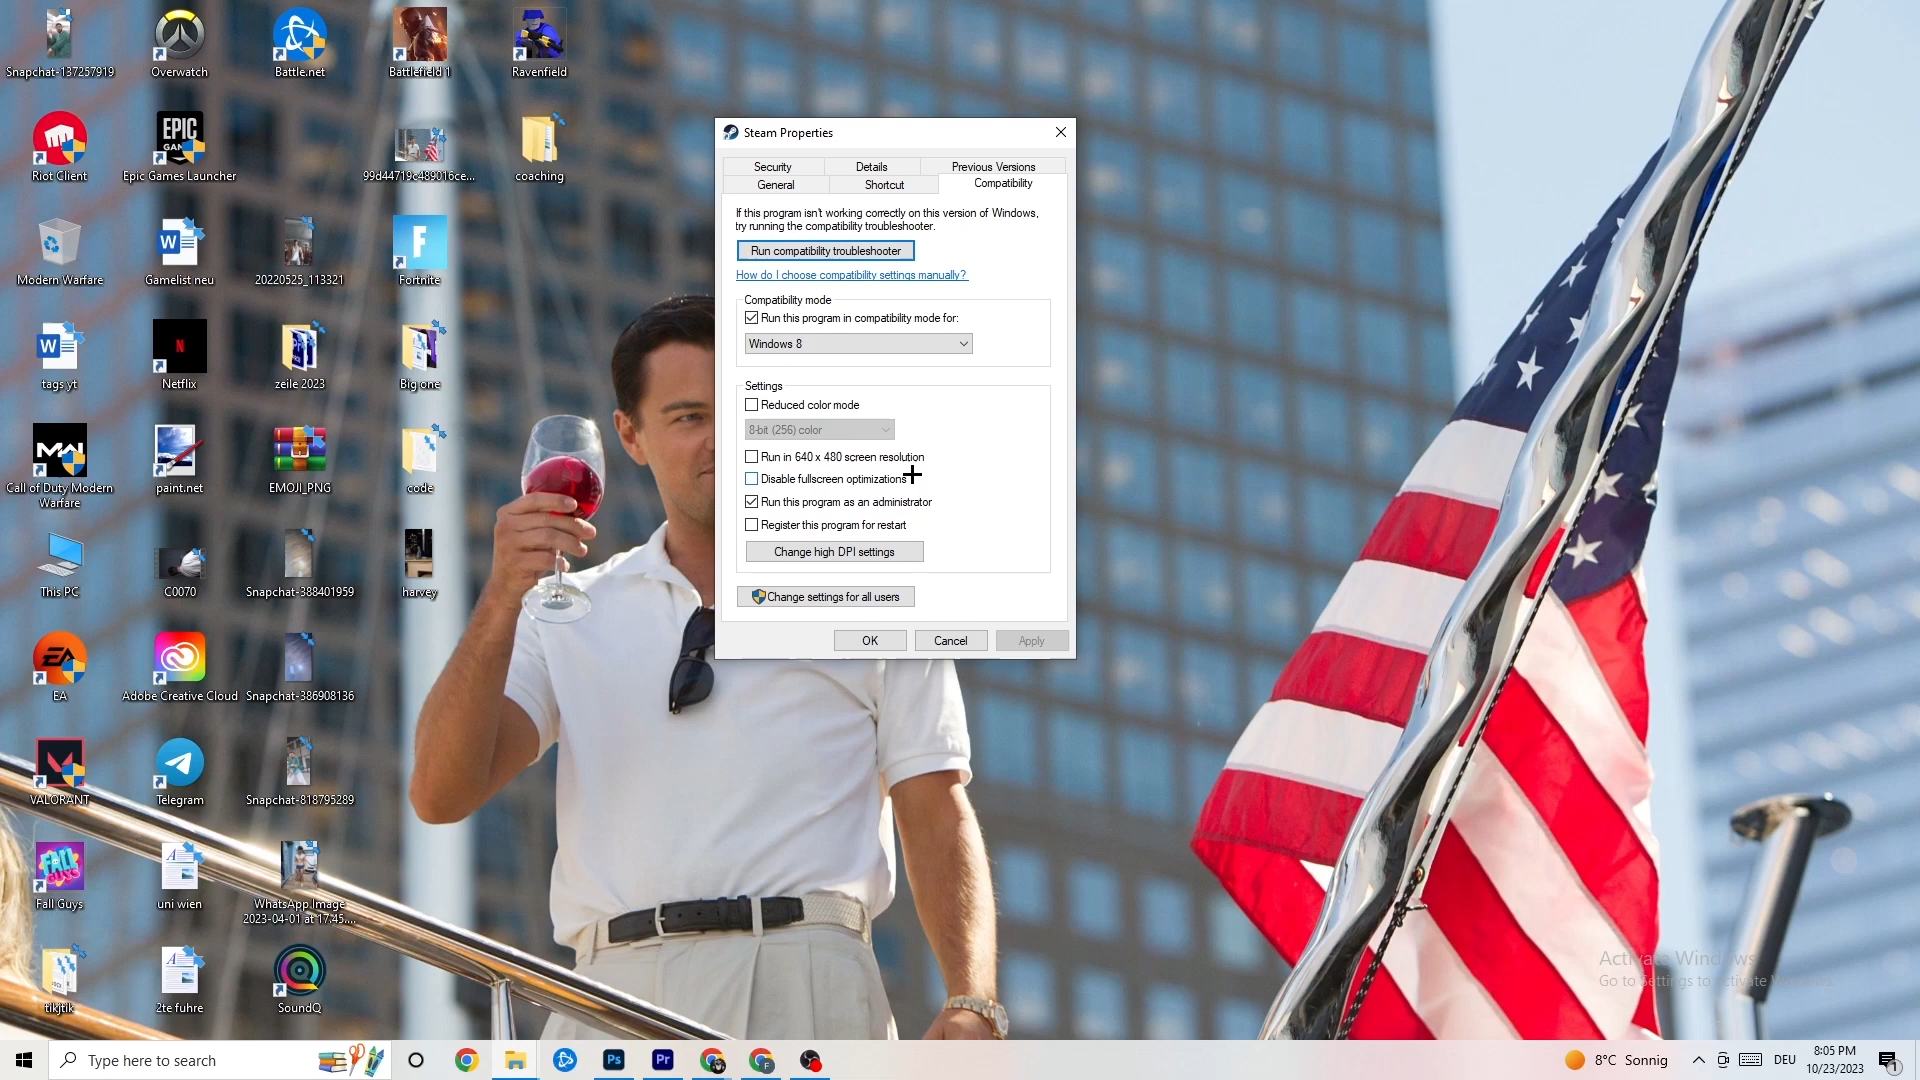 Snapchat-137257919
Overwatch
Battle.net
Battlefield 1
Ravenfield
Riot Client
EPIC
GAMES
Epic Games Launcher
99d44719c489016ce...
coaching
Modern Warfare
W
Gamelist neu
20220525_113321
F
Fortnite
W
tags yt
N
Netflix
zeile 2023
Big one
MW
Call of Duty Modern
Warfare
paint.net
EMOJI_PNG
code
This PC
C0070
Snapchat-388401959
harvey
EA
EA
Adobe Creative Cloud
Snapchat-386908136
VALORANT
Telegram
Snapchat-818795289
FALL
GUYS
Fall Guys
uni wien
WhatsApp Image
2023-04-01 at 17.45....
tikjtik
2te fuhre
SoundQ
Steam Properties
Security
Details
Previous Versions
General
Shortcut
Compatibility
If this program isn't working correctly on this version of Windows,
try running the compatibility troubleshooter.
Run compatibility troubleshooter
How do I choose compatibility settings manually?
Compatibility mode
Run this program in compatibility mode for:
Windows 8
Settings
Reduced color mode
8-bit (256) color
Run in 640 x 480 screen resolution
Disable fullscreen optimizations
Run this program as an administrator
Register this program for restart
Change high DPI settings
Change settings for all users
OK
Cancel
Apply
Activate Windows
Go to Settings to activate Windows.
Type here to search
Ps
Pr
F
8°C Sonnig
DEU
8:05 PM
10/23/2023
1